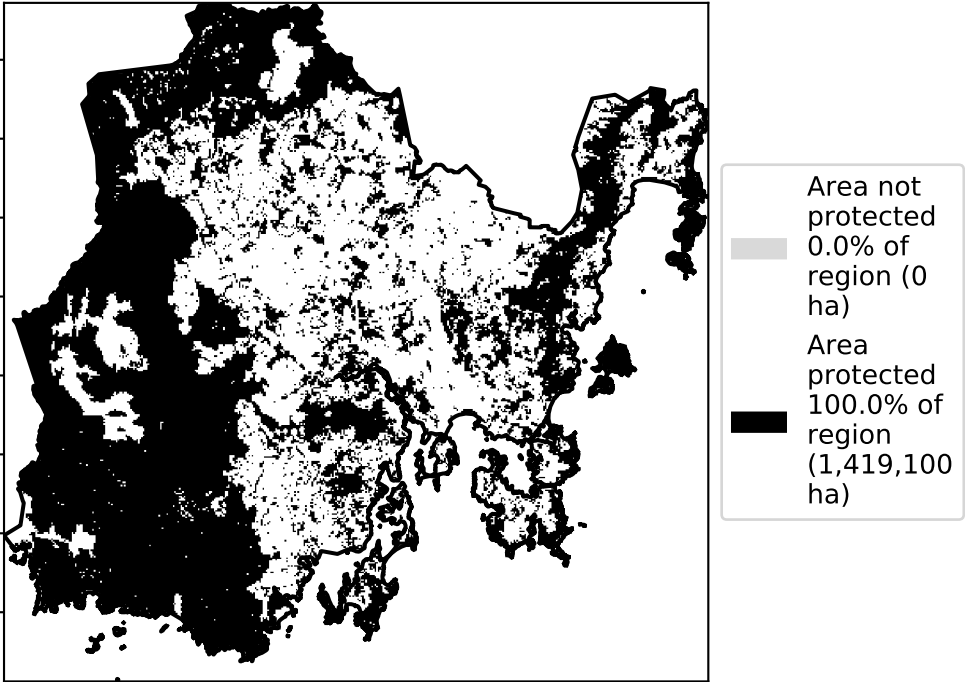 Area not
protected
0.0% of
region (0
ha)
Area
protected
100.0% of
region
(1,419,100
ha)